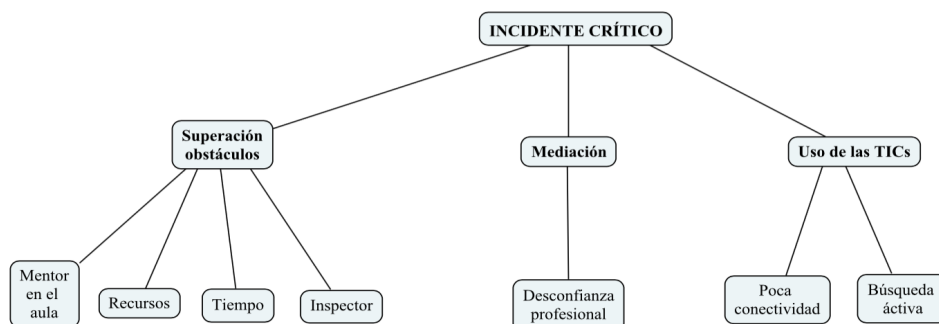 INCIDENTE CRÍTICO
Superación
obstáculos
Mediación
Uso de las TICs
Mentor
en el
aula
Recursos
Tiempo
Inspector
Desconfianza
profesional
Poca
conectividad
Búsqueda
áctiva